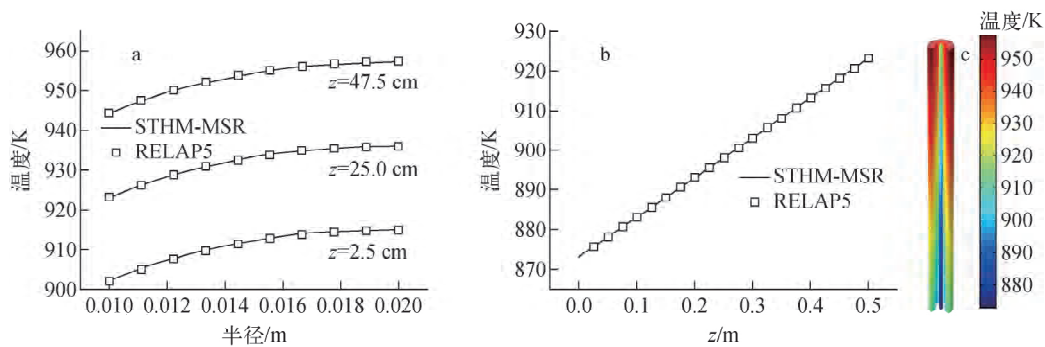 a
960
950
940
930
920
910
900
温度/K
z=47.5 cm
STHM-MSR
RELAP5
z=25.0 cm
z=2.5 cm
0.010 0.012 0.014 0.016 0.018 0.020
半径/m
b
930
920
910
900
890
880
870
温度/K
STHM-MSR
RELAP5
0.0 0.1 0.2 0.3 0.4 0.5
z/m
温度/K
c
950
940
930
920
910
900
890
880